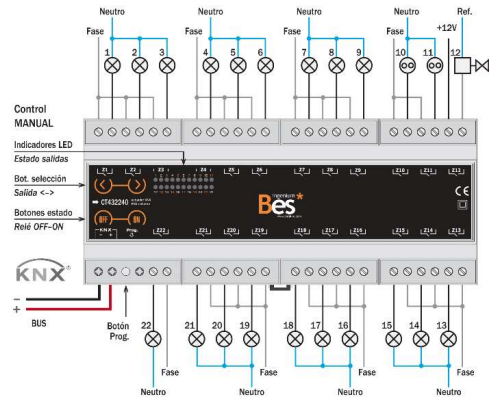 Neutro Neutro Neutro Neutro Ref.
Fase Fase Fase Fase +12V
1 2 3 4 5 6 7 8 9 10 11 12
Control
MANUAL
Indicadores LED
Estado salidas
Z1 Z2 Z3 Z4 Z5 Z6 Z7 Z8 Z9 Z10 Z11 Z12
Bot. selección
Salida <->
CT432240
ingenium
Bes*
CE
Botones estado
Relé OFF-ON
OFF ON
KNX Prog.
- +
Z22 Z21 Z20 Z19 Z18 Z17 Z16 Z15 Z14 Z13
KNX®
-
+
BUS
Botón
Prog.
22 21 20 19 18 17 16 15 14 13
Fase Fase Fase Fase
Neutro Neutro Neutro Neutro